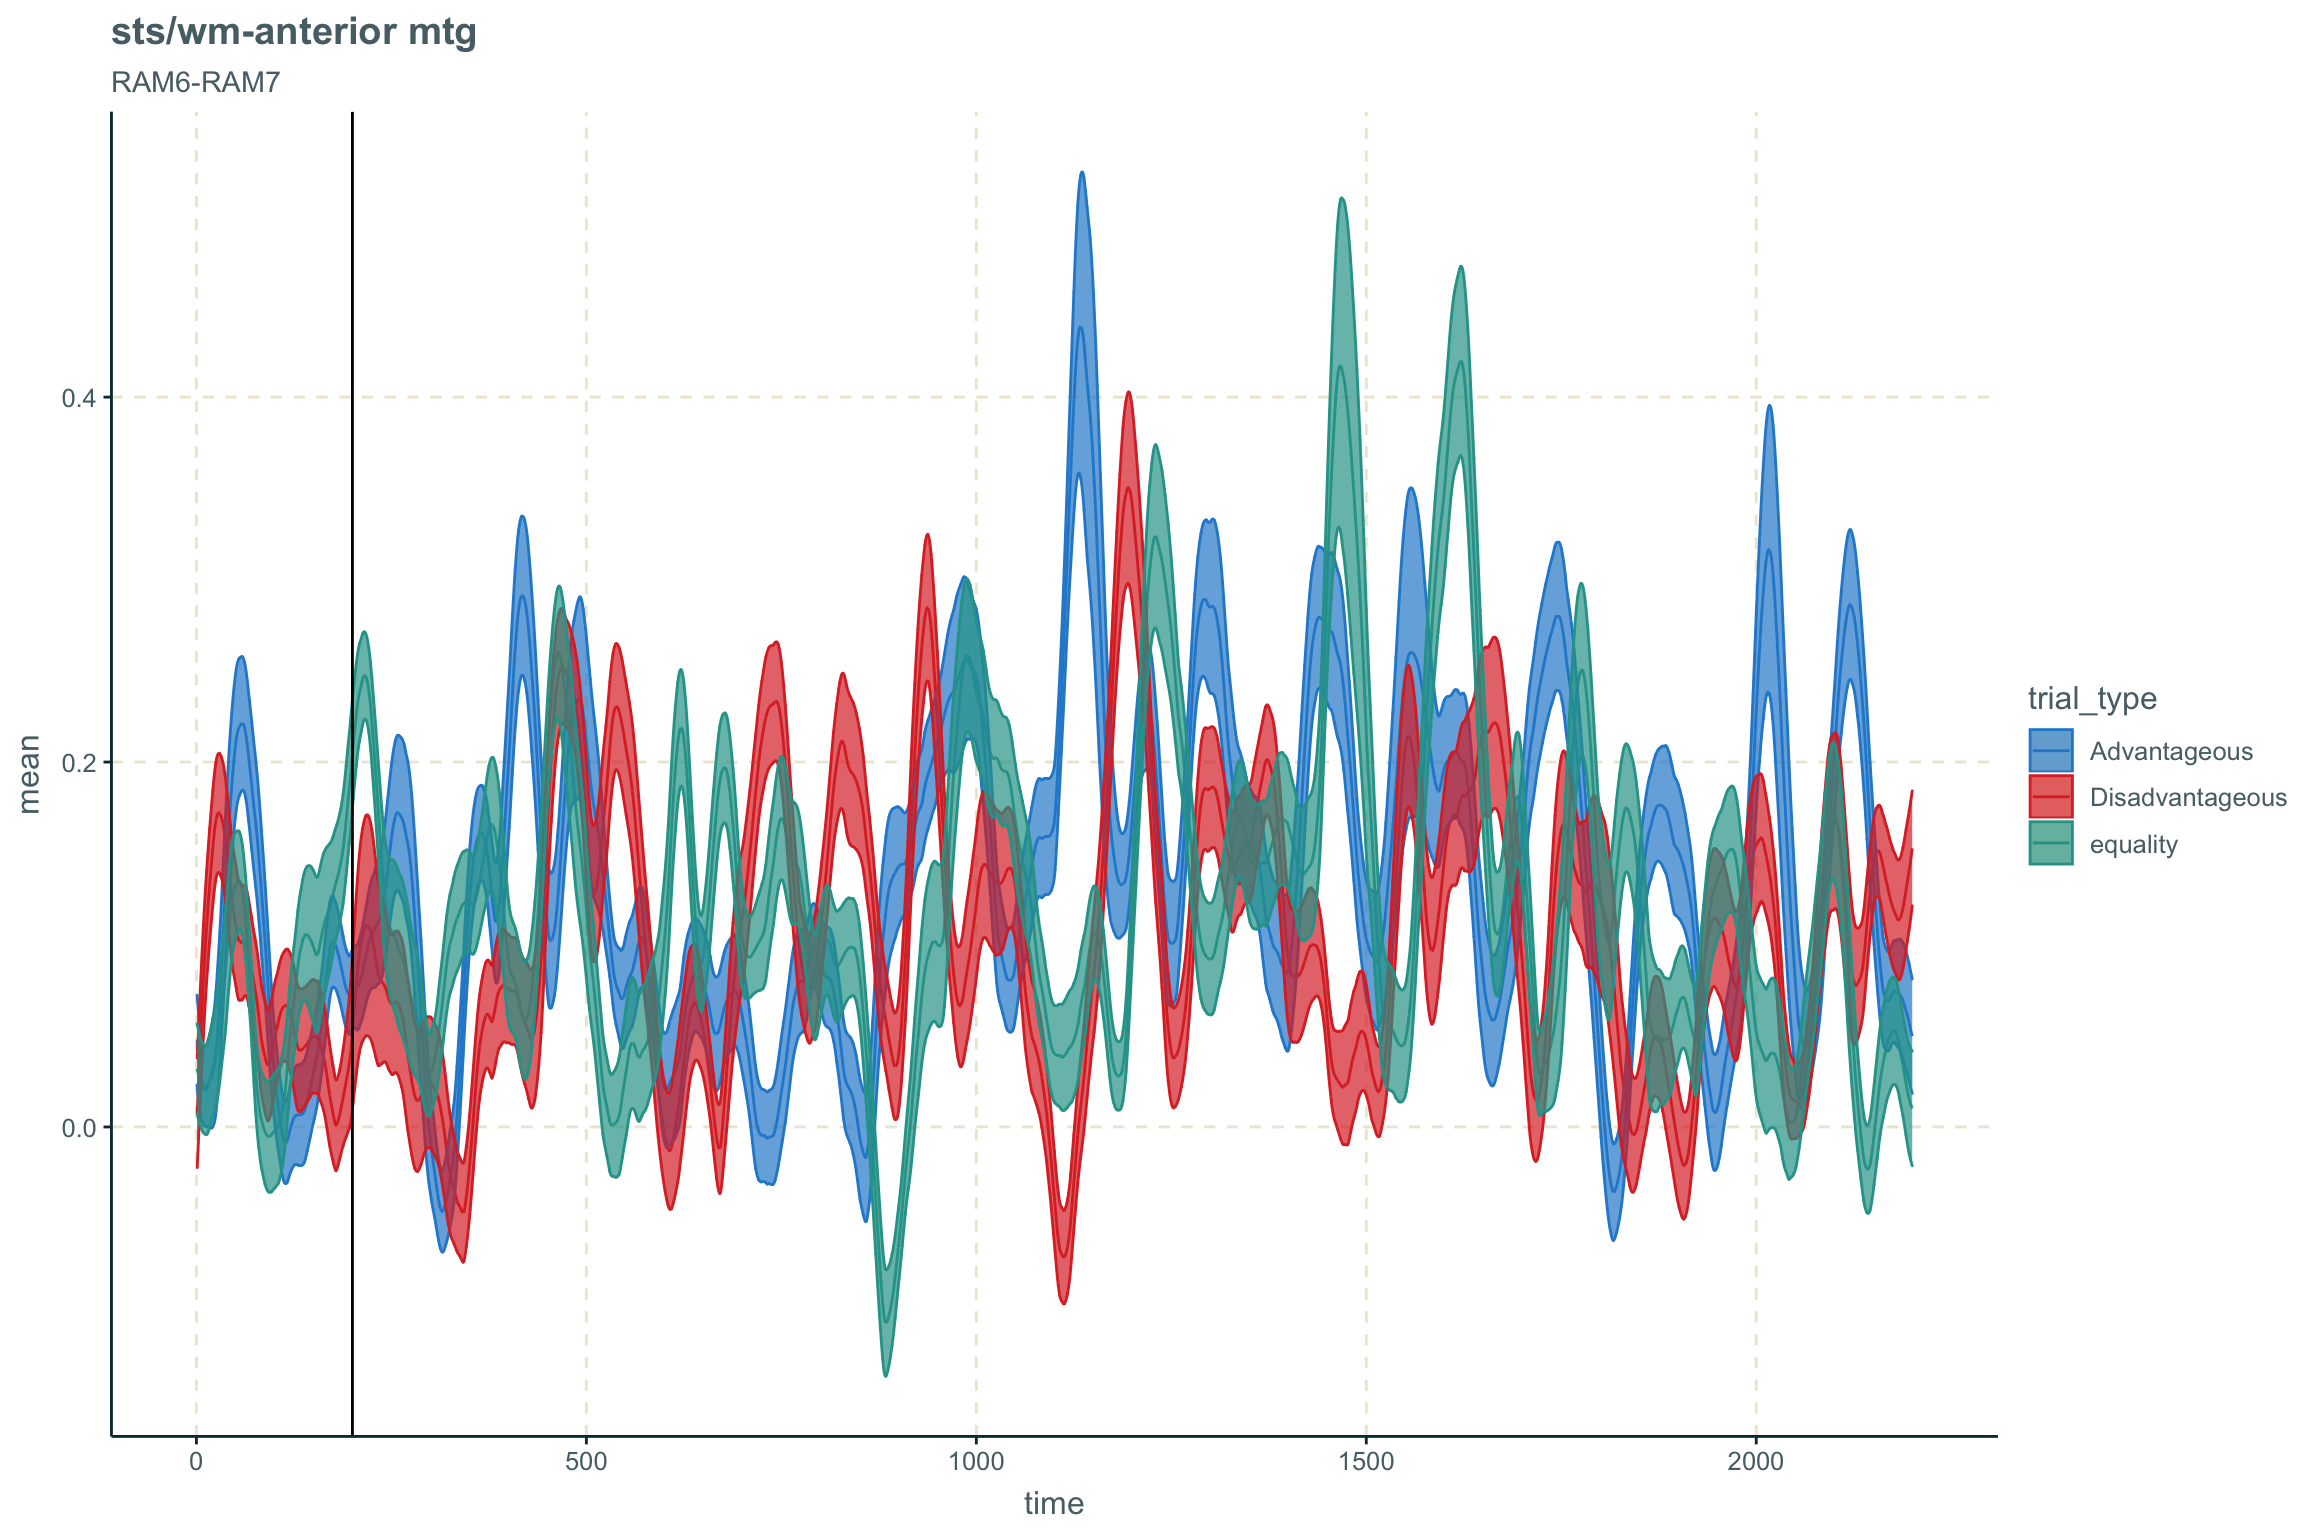 sts/wm-anterior mtg
RAM6-RAM7
mean
0.4
0.2
0.0
0
500
1000
1500
2000
time
trial_type
Advantageous
Disadvantageous
equality